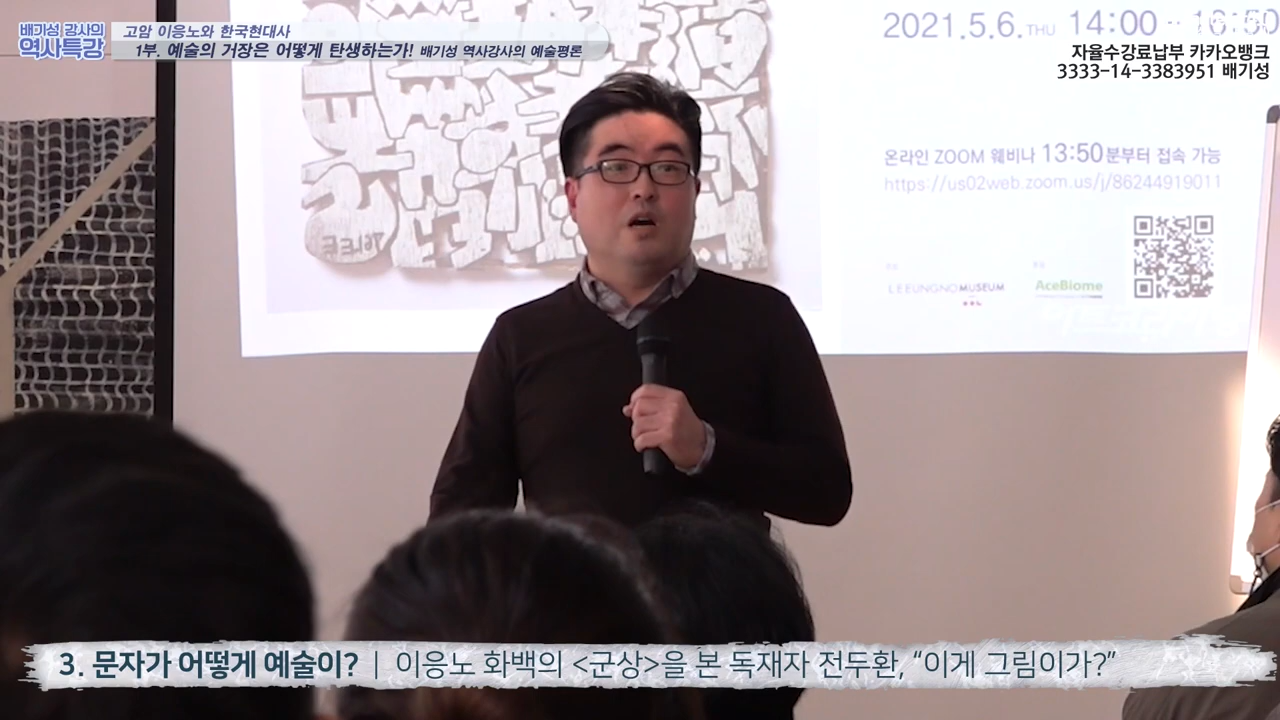 배기성 강사의
역사특강
고암 이응노와 한국현대사
1부. 예술의 거장은 어떻게 탄생하는가! 배기성 역사강사의 예술평론
2021.5.6.THU 14:00
자율수강료납부 카카오뱅크
3333-14-3383951 배기성
온라인 ZOOM 웨비나 13:50분부터 접속 가능
https://us02web.zoom.us/j/86244919011
LEEUNGNO MUSEUM
AceBiome
3. 문자가 어떻게 예술이? | 이응노 화백의 <군상>을 본 독재자 전두환, “이게 그림이가?”